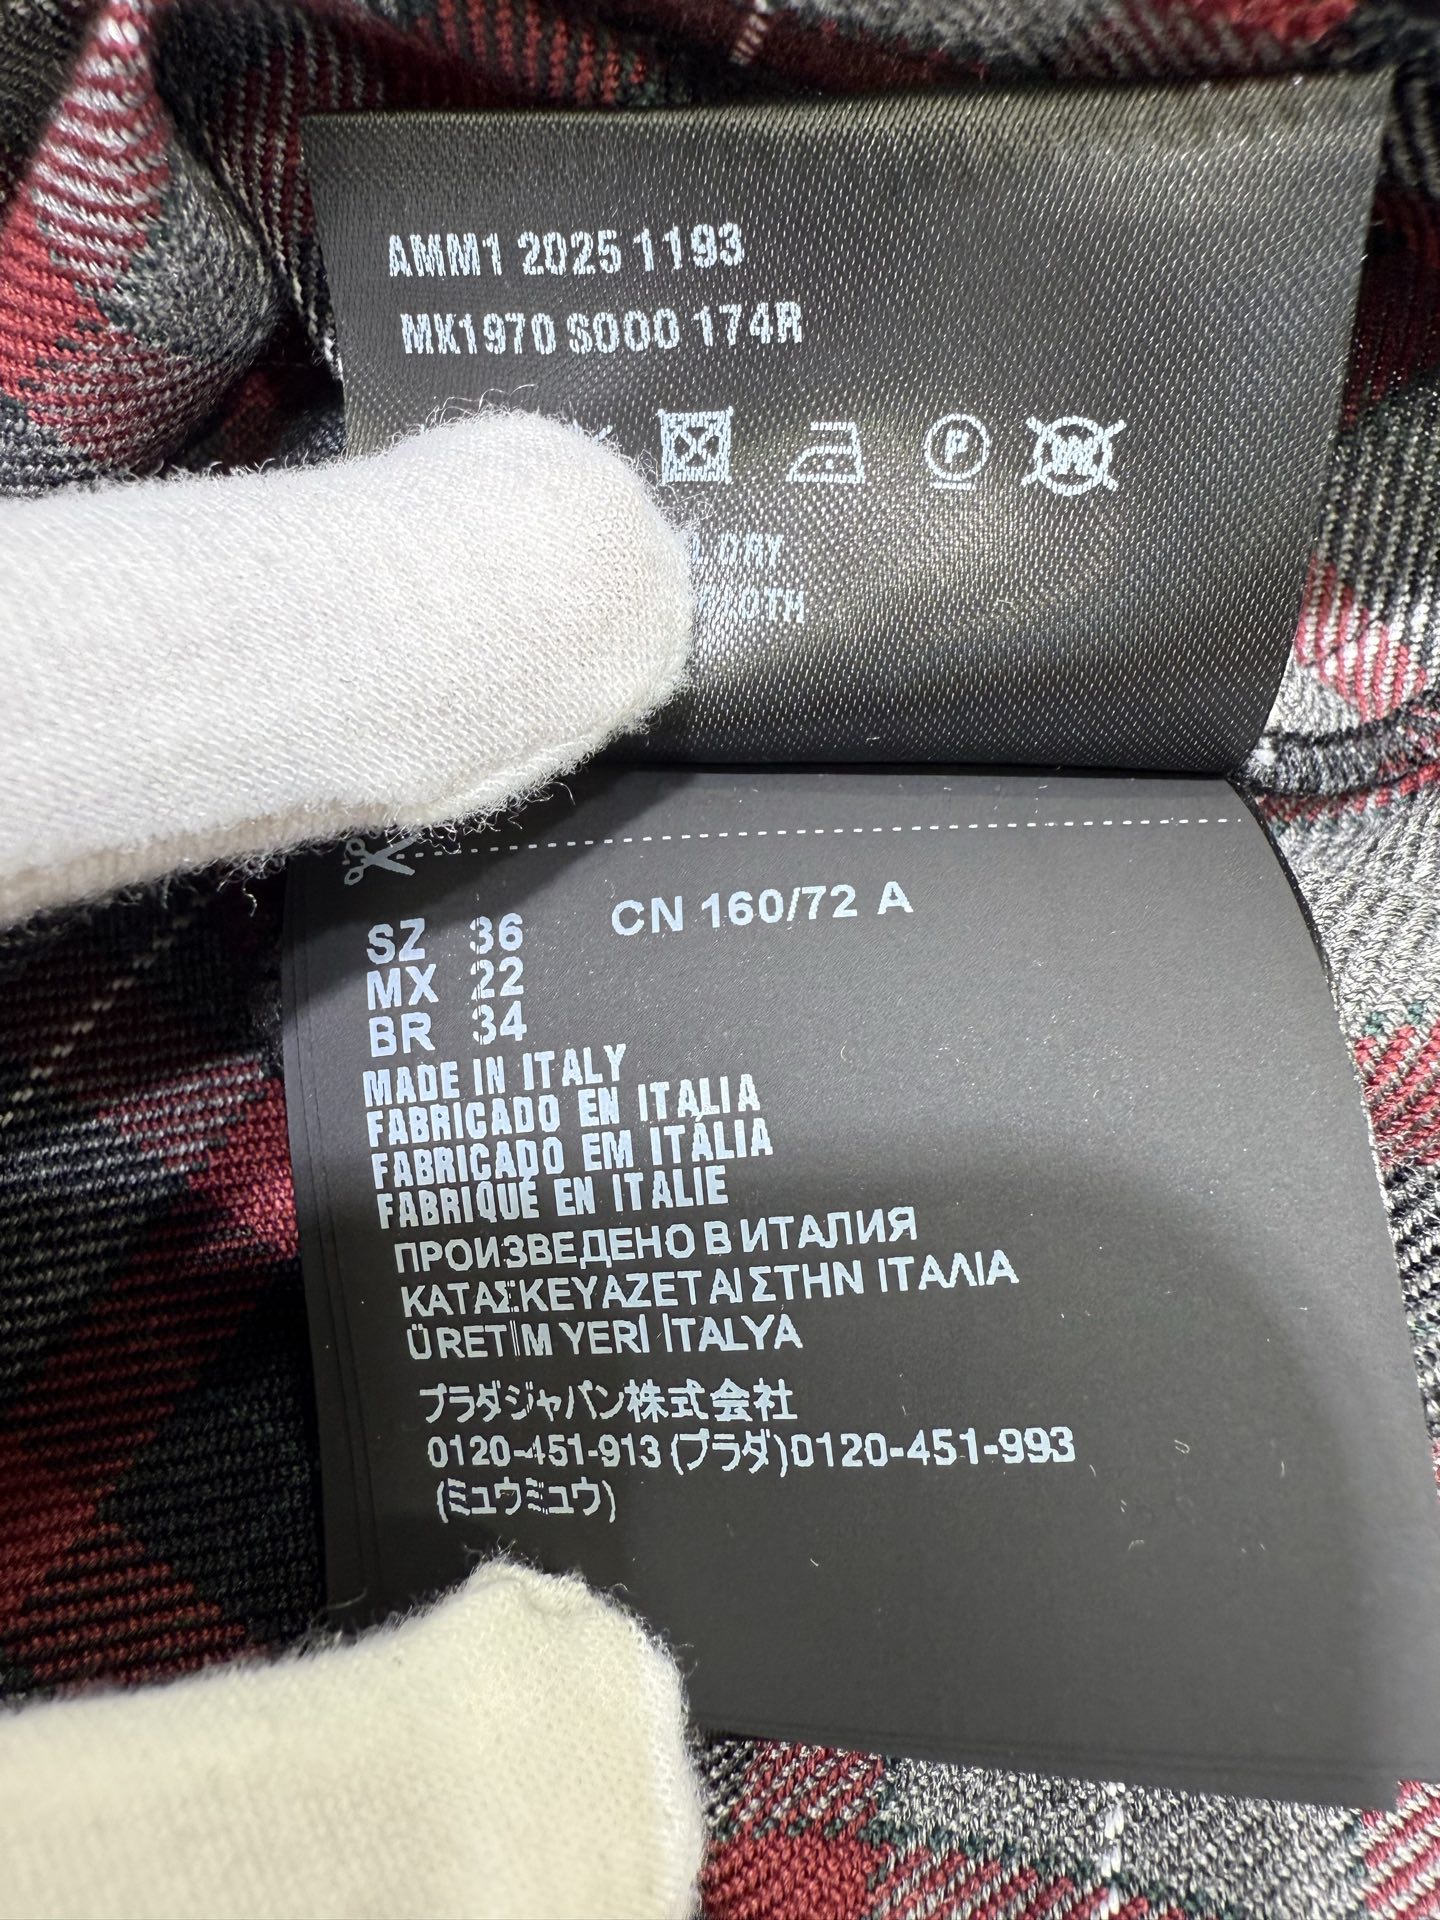 AMM1 2025 1193
MK1970 S000 174R
P
W
DRY
SZ 36 CN 160/72 A
MX 22
BR 34
MADE IN ITALY
FABRICADO EN ITALIA
FABRICADO EM ITÁLIA
FABRIQUÉ EN ITALIE
ПРОИЗВЕДЕНО В ИТАЛИЯ
ΚΑΤΑΣΚΕΥΑΖΕΤΑΙ ΣΤΗΝ ΙΤΑΛΙΑ
ÜRETİM YERİ İTALYA
プラダジャパン株式会社
0120-451-913 (プラダ)0120-451-993
(ミュウミュウ)